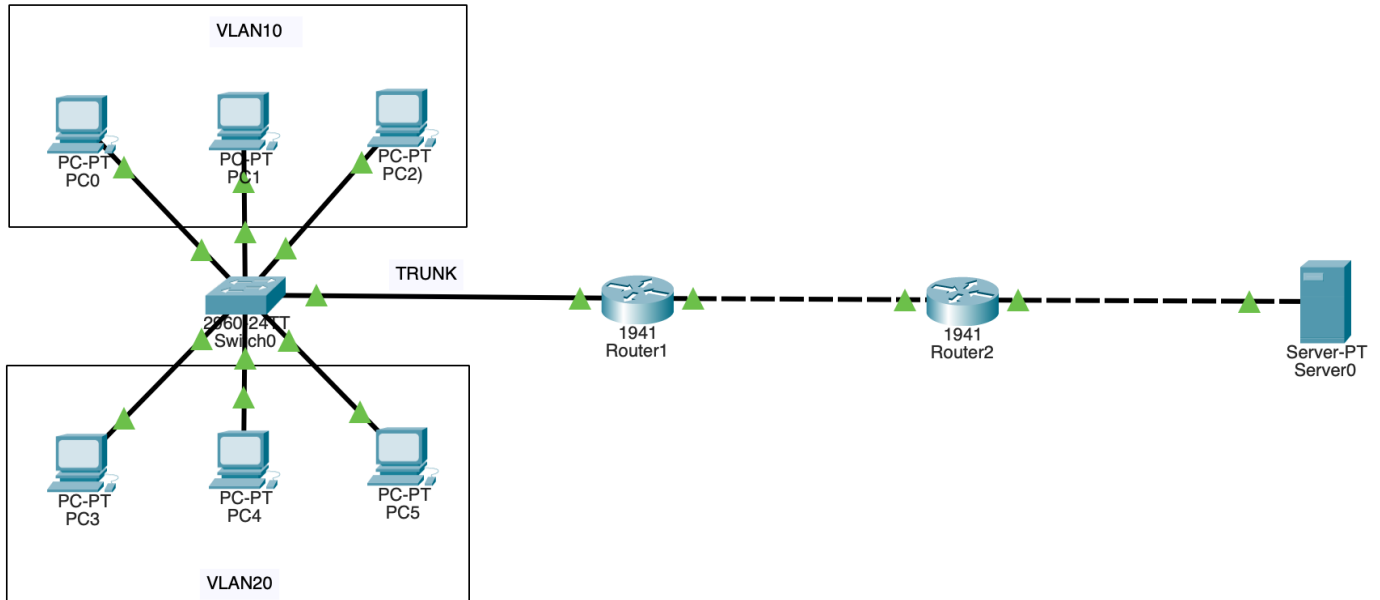 VLAN10
PC-PT
PC0
PC-PT
PC1
PC-PT
PC2)
TRUNK
2960-24TT
Switch0
1941
Router1
1941
Router2
Server-PT
Server0
PC-PT
PC3
PC-PT
PC4
PC-PT
PC5
VLAN20